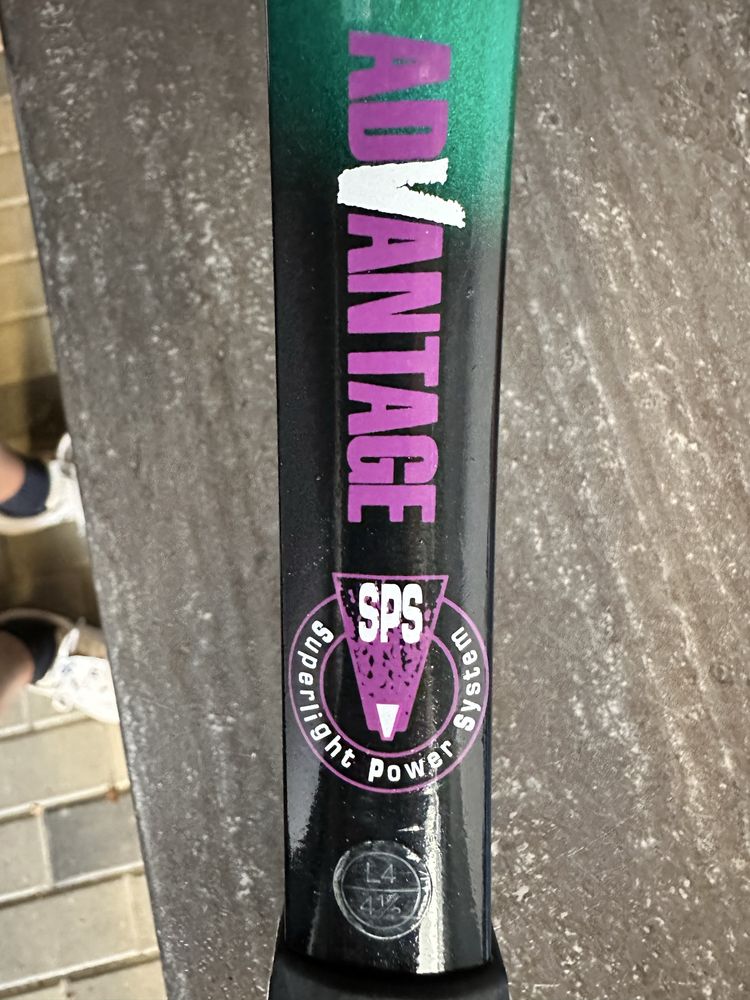 ADVANTAGE
SPS
Superlight Power System
L4
4 1/2